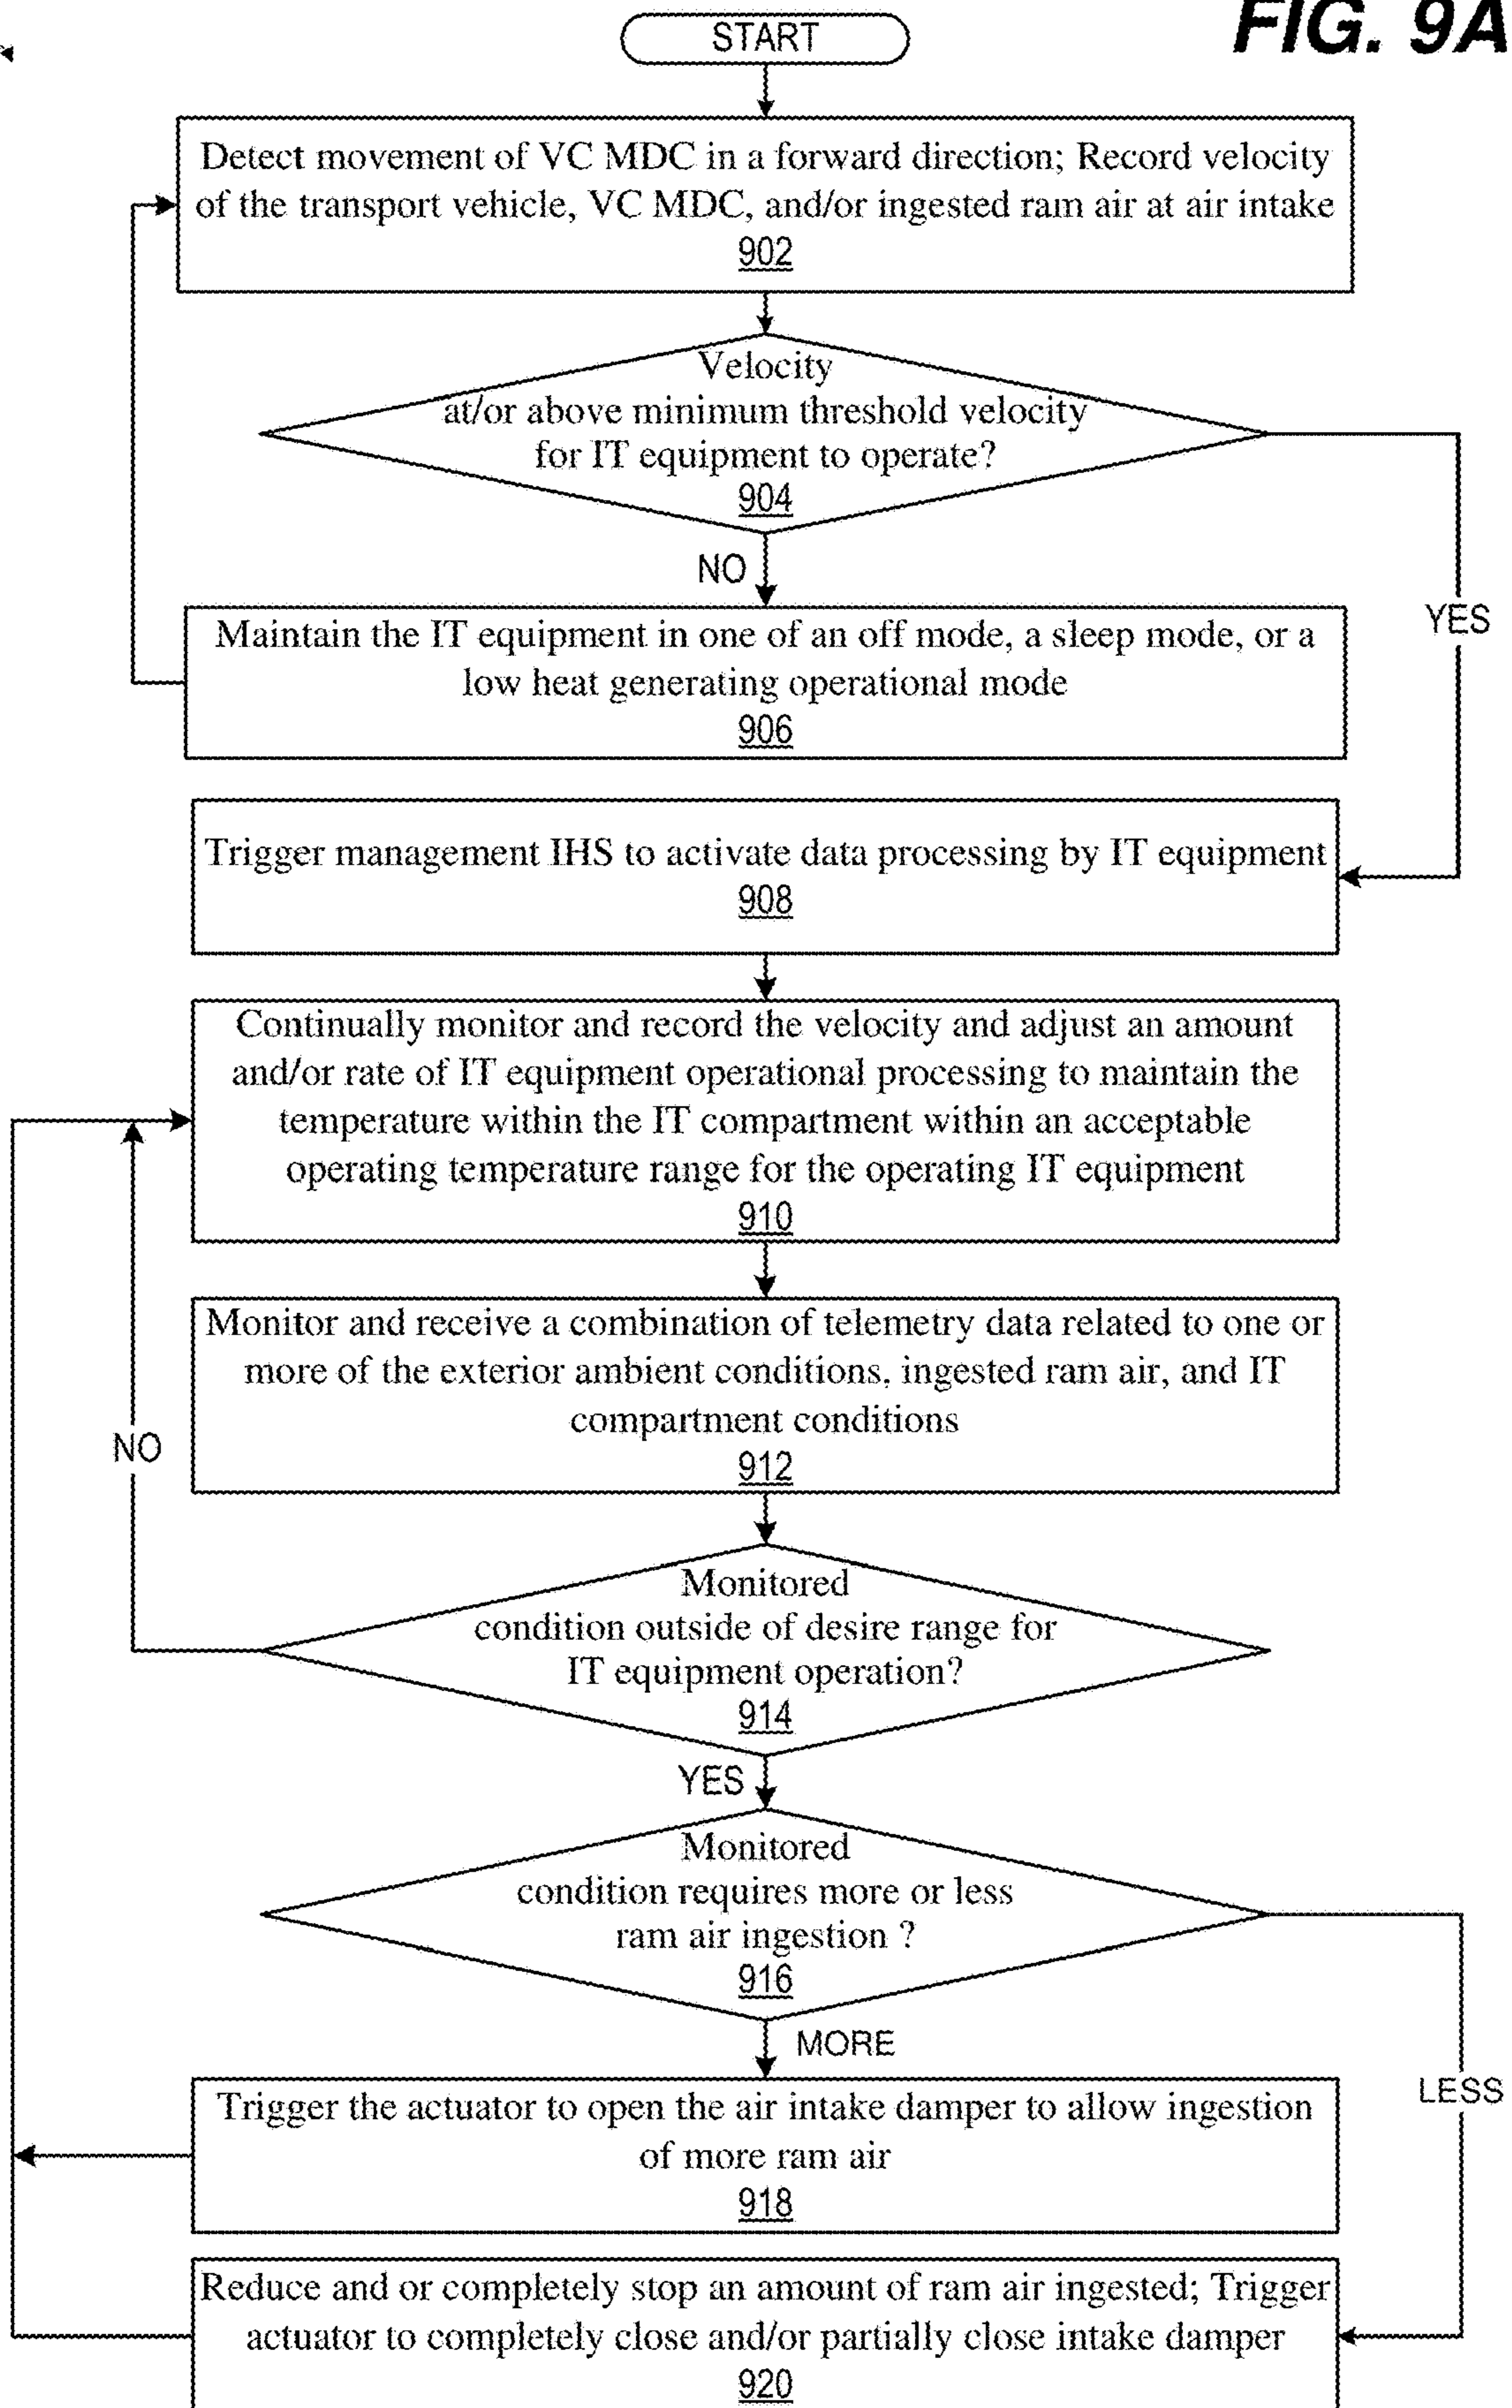 FIG. 9A
START
Detect movement of VC MDC in a forward direction; Record velocity
of the transport vehicle, VC MDC, and/or ingested ram air at air intake
902
Velocity
at/or above minimum threshold velocity
for IT equipment to operate?
904
NO
YES
Maintain the IT equipment in one of an off mode, a sleep mode, or a
low heat generating operational mode
906
Trigger management IHS to activate data processing by IT equipment
908
Continually monitor and record the velocity and adjust an amount
and/or rate of IT equipment operational processing to maintain the
temperature within the IT compartment within an acceptable
operating temperature range for the operating IT equipment
910
Monitor and receive a combination of telemetry data related to one or
more of the exterior ambient conditions, ingested ram air, and IT
compartment conditions
912
NO
Monitored
condition outside of desire range for
IT equipment operation?
914
YES
Monitored
condition requires more or less
ram air ingestion ?
916
MORE
LESS
Trigger the actuator to open the air intake damper to allow ingestion
of more ram air
918
Reduce and or completely stop an amount of ram air ingested; Trigger
actuator to completely close and/or partially close intake damper
920